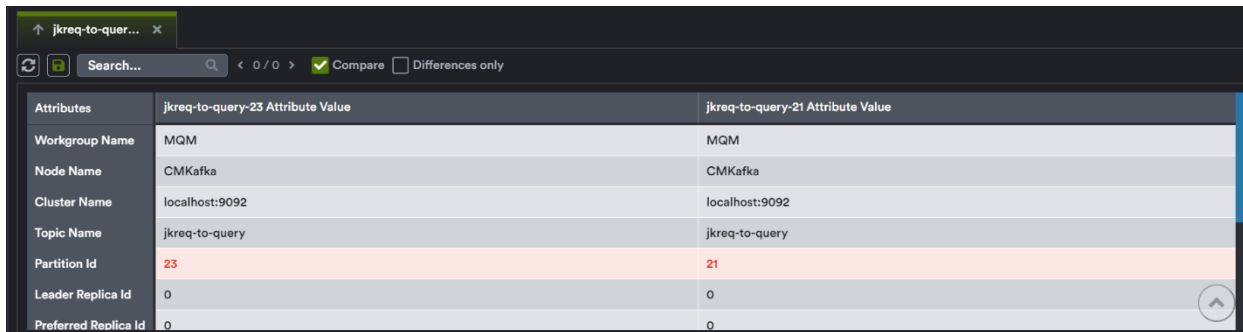 jkreq-to-quer...
Search... 0 / 0 Compare Differences only
Attributes jkreq-to-query-23 Attribute Value jkreq-to-query-21 Attribute Value
Workgroup Name MQM MQM
Node Name CMKafka CMKafka
Cluster Name localhost:9092 localhost:9092
Topic Name jkreq-to-query jkreq-to-query
Partition Id 23 21
Leader Replica Id 0 0
Preferred Replica Id 0 0